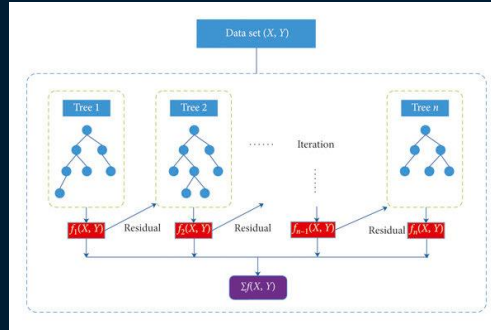 Data set (X, Y)
Tree 1
Tree 2
Tree n
...... Iteration
f₁(X, Y)
Residual
f₂(X, Y)
Residual
fₙ₋₁(X, Y)
Residual
fₙ(X, Y)
Σf(X, Y)